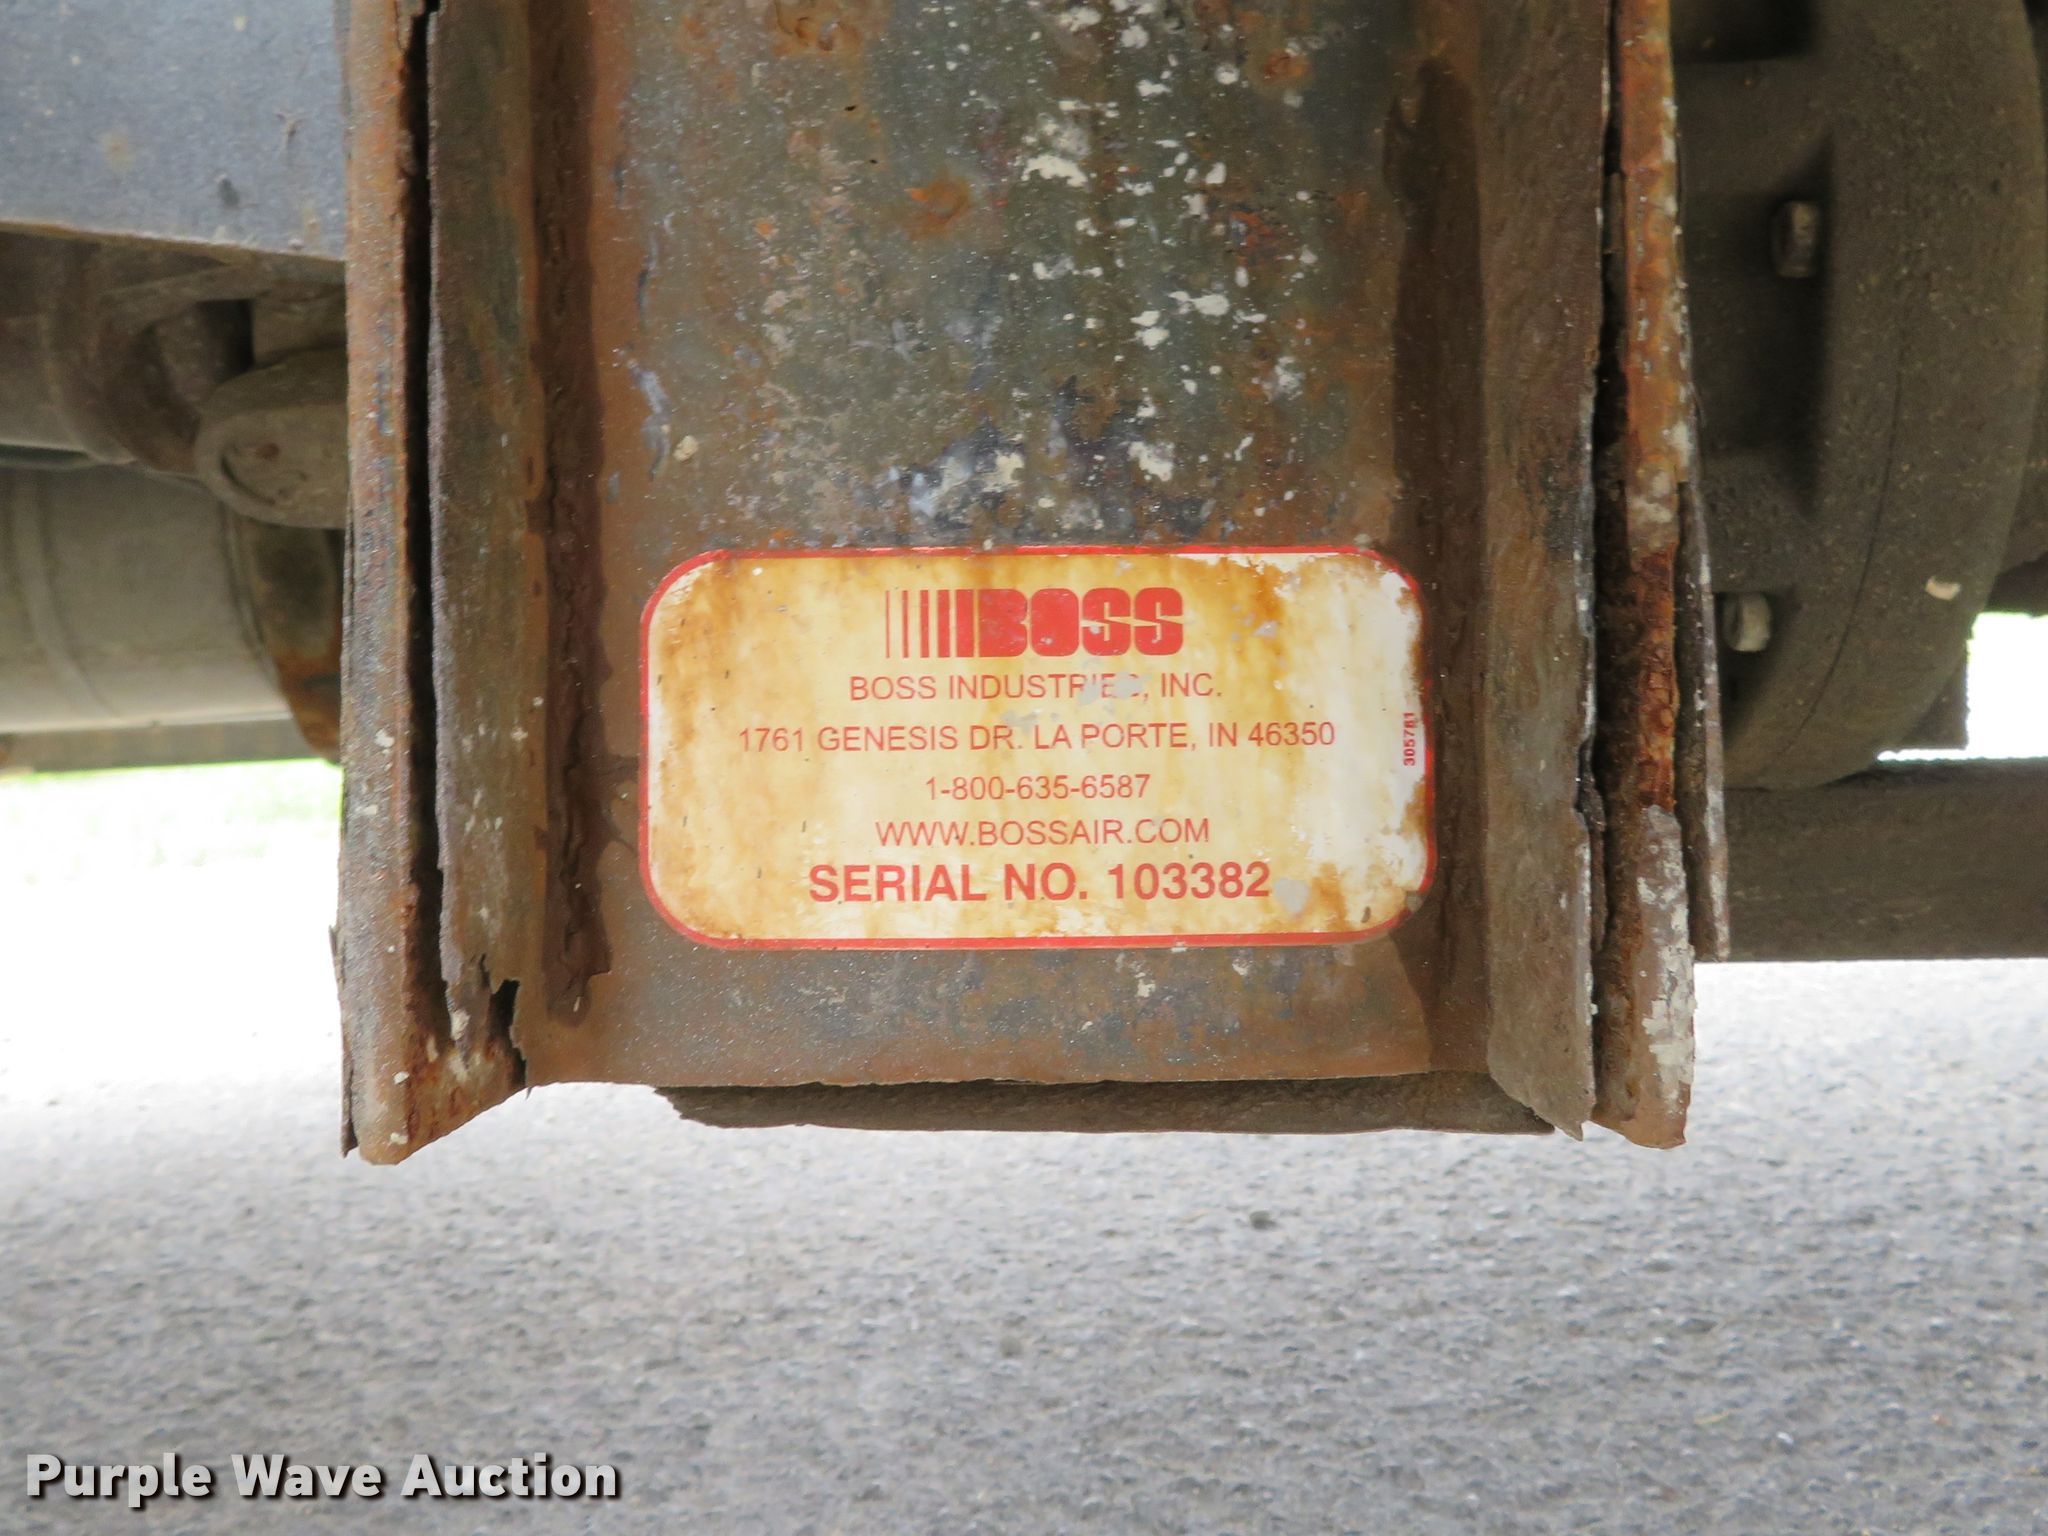 BOSS
BOSS INDUSTRIES, INC.
1761 GENESIS DR. LA PORTE, IN 46350
1-800-635-6587
WWW.BOSSAIR.COM
SERIAL NO. 103382
305781
Purple Wave Auction